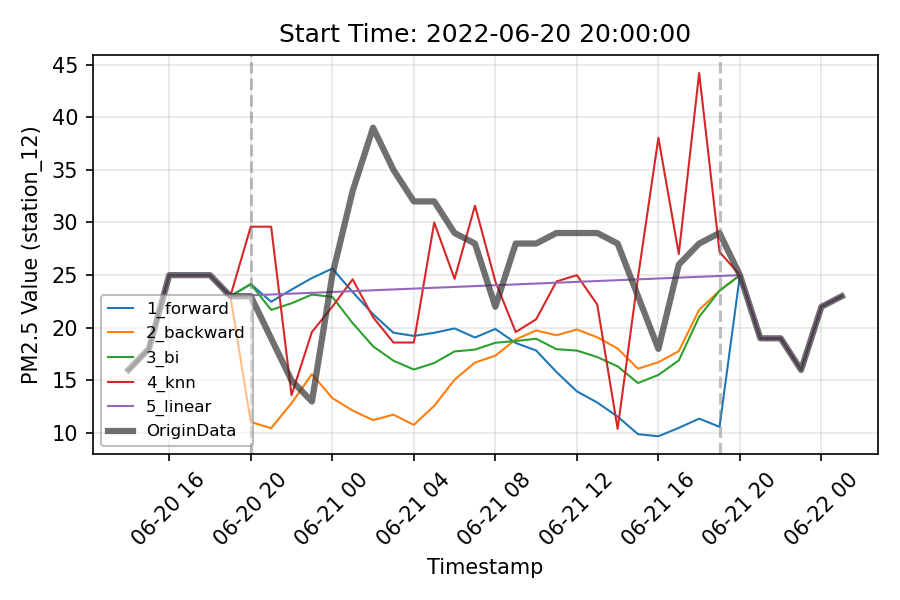 Start Time: 2022-06-20 20:00:00
PM2.5 Value (station_12)
45
40
35
30
25
20
15
10
1_forward
2_backward
3_bi
4_knn
5_linear
OriginData
06-20 16
06-20 20
06-21 00
06-21 04
06-21 08
06-21 12
06-21 16
06-21 20
06-22 00
Timestamp